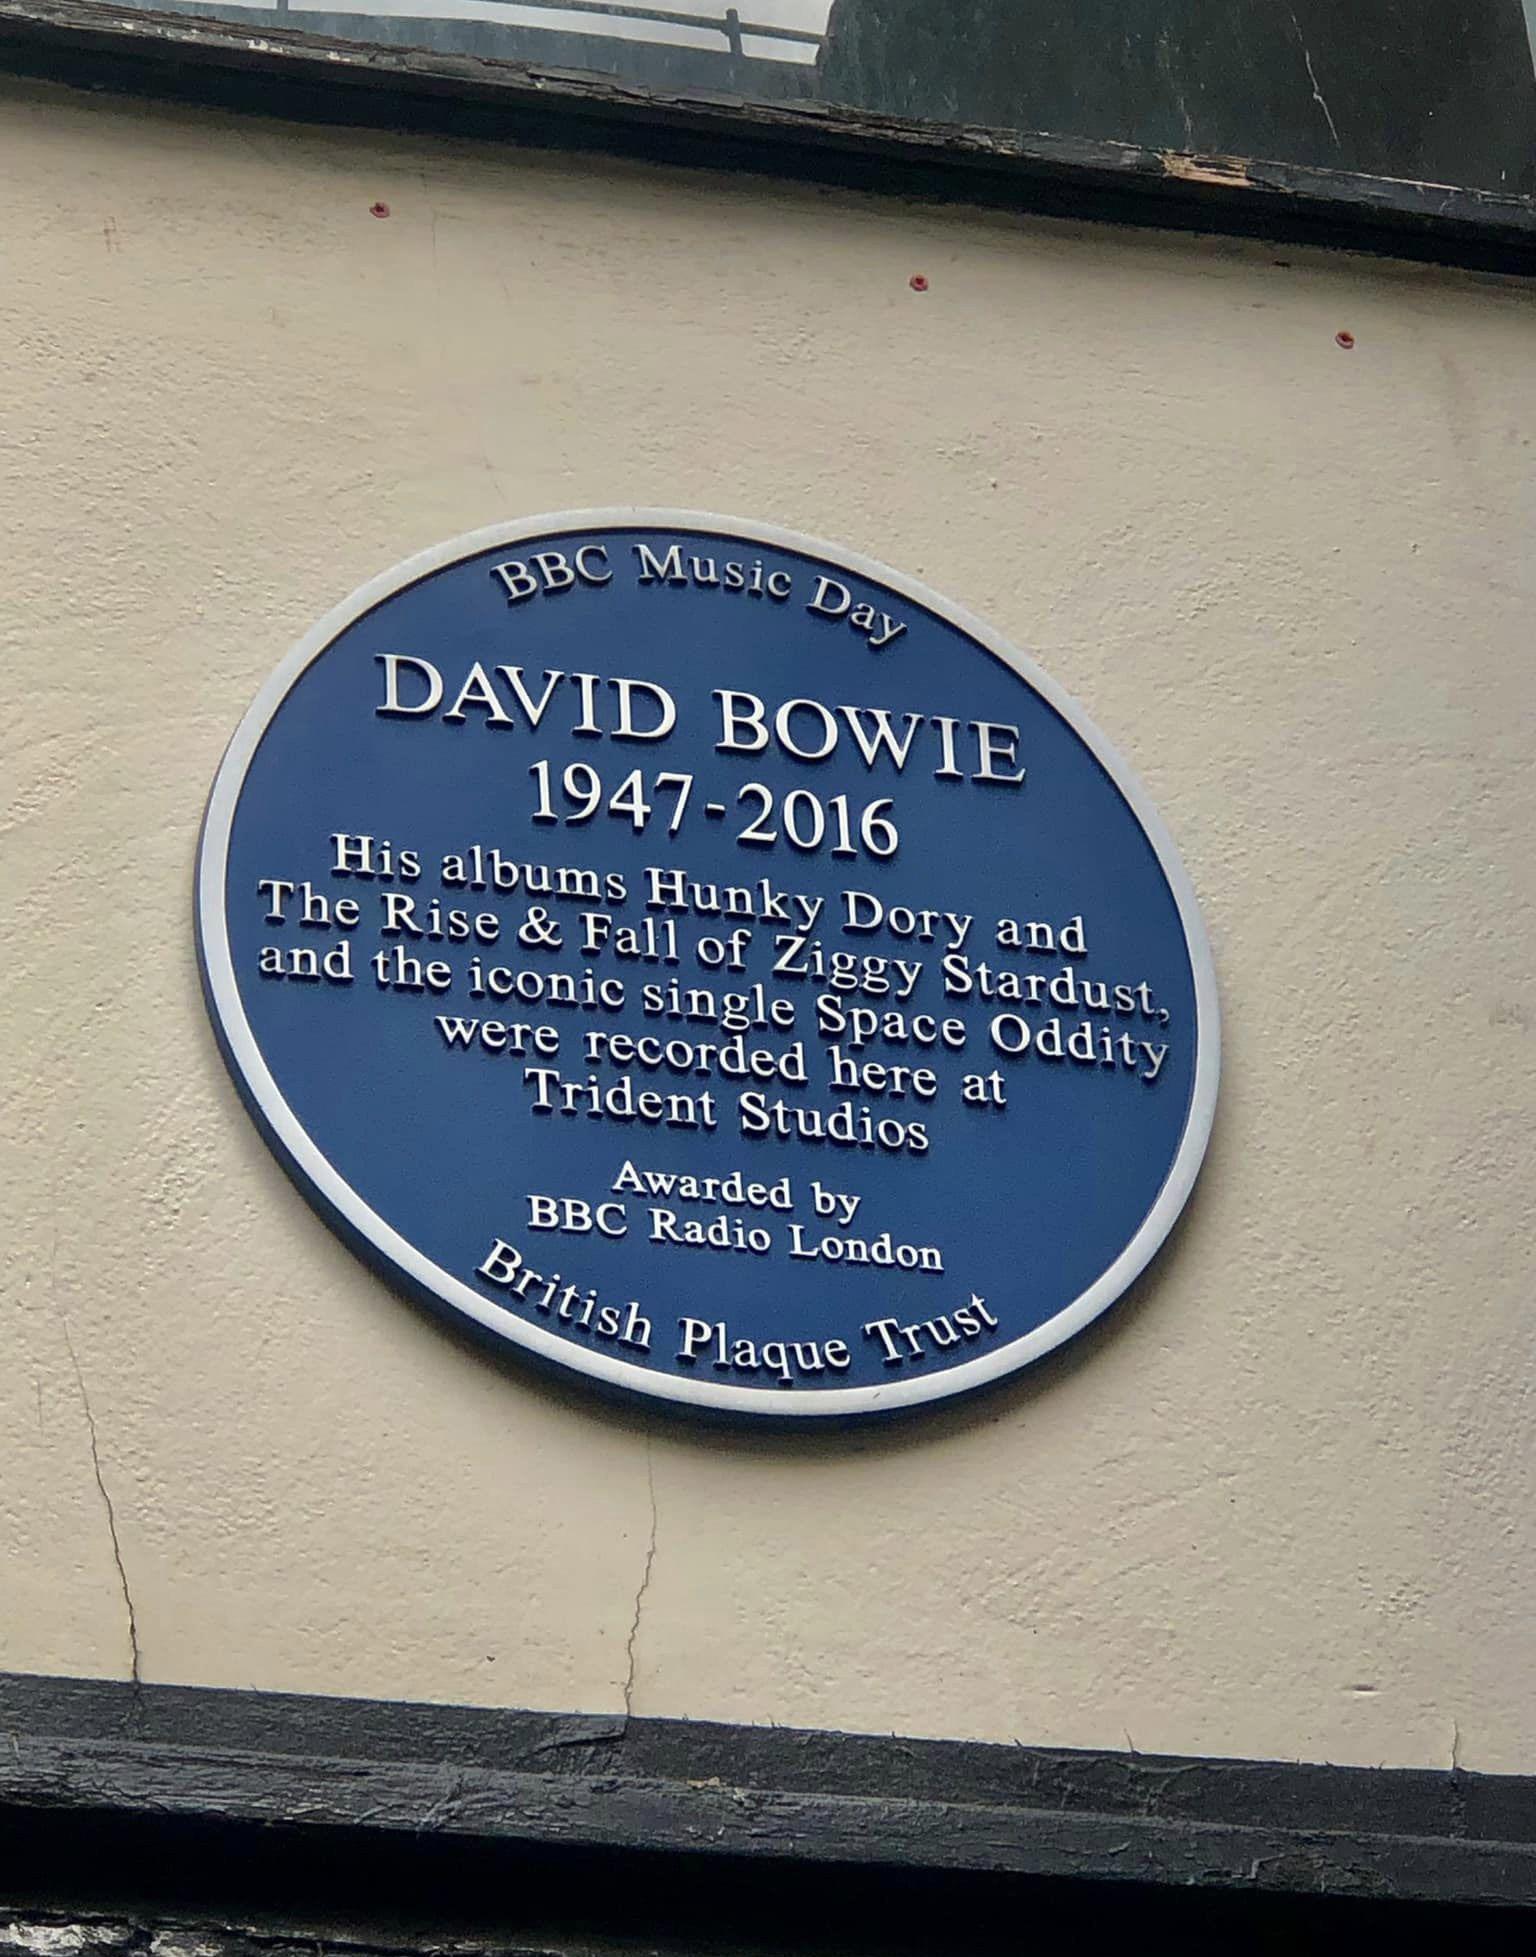 BBC Music Day
DAVID BOWIE
1947-2016
His albums Hunky Dory and
The Rise & Fall of Ziggy Stardust,
and the iconic single Space Oddity
were recorded here at
Trident Studios
Awarded by
BBC Radio London
British Plaque Trust